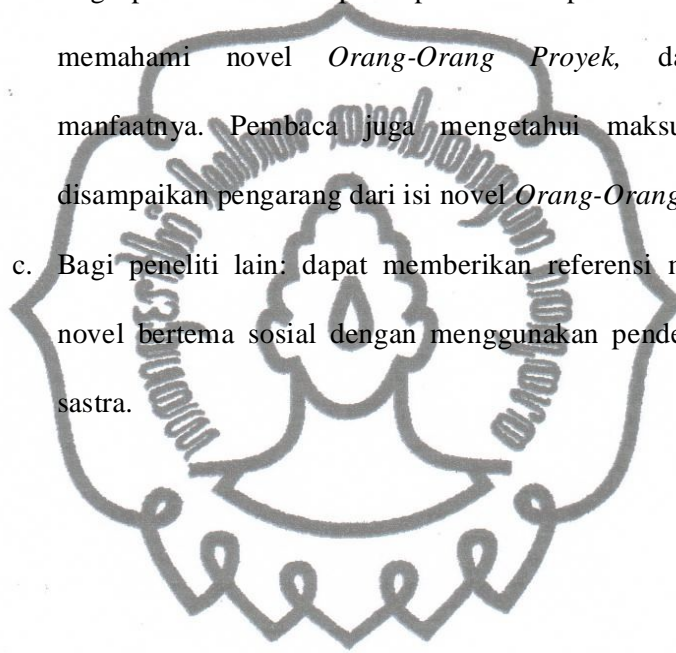 memahami novel Orang-Orang Proyek, da
manfaatnya. Pembaca juga mengetahui maksu
disampaikan pengarang dari isi novel Orang-Orang
c. Bagi peneliti lain: dapat memberikan referensi
novel bertema sosial dengan menggunakan pende
sastra.